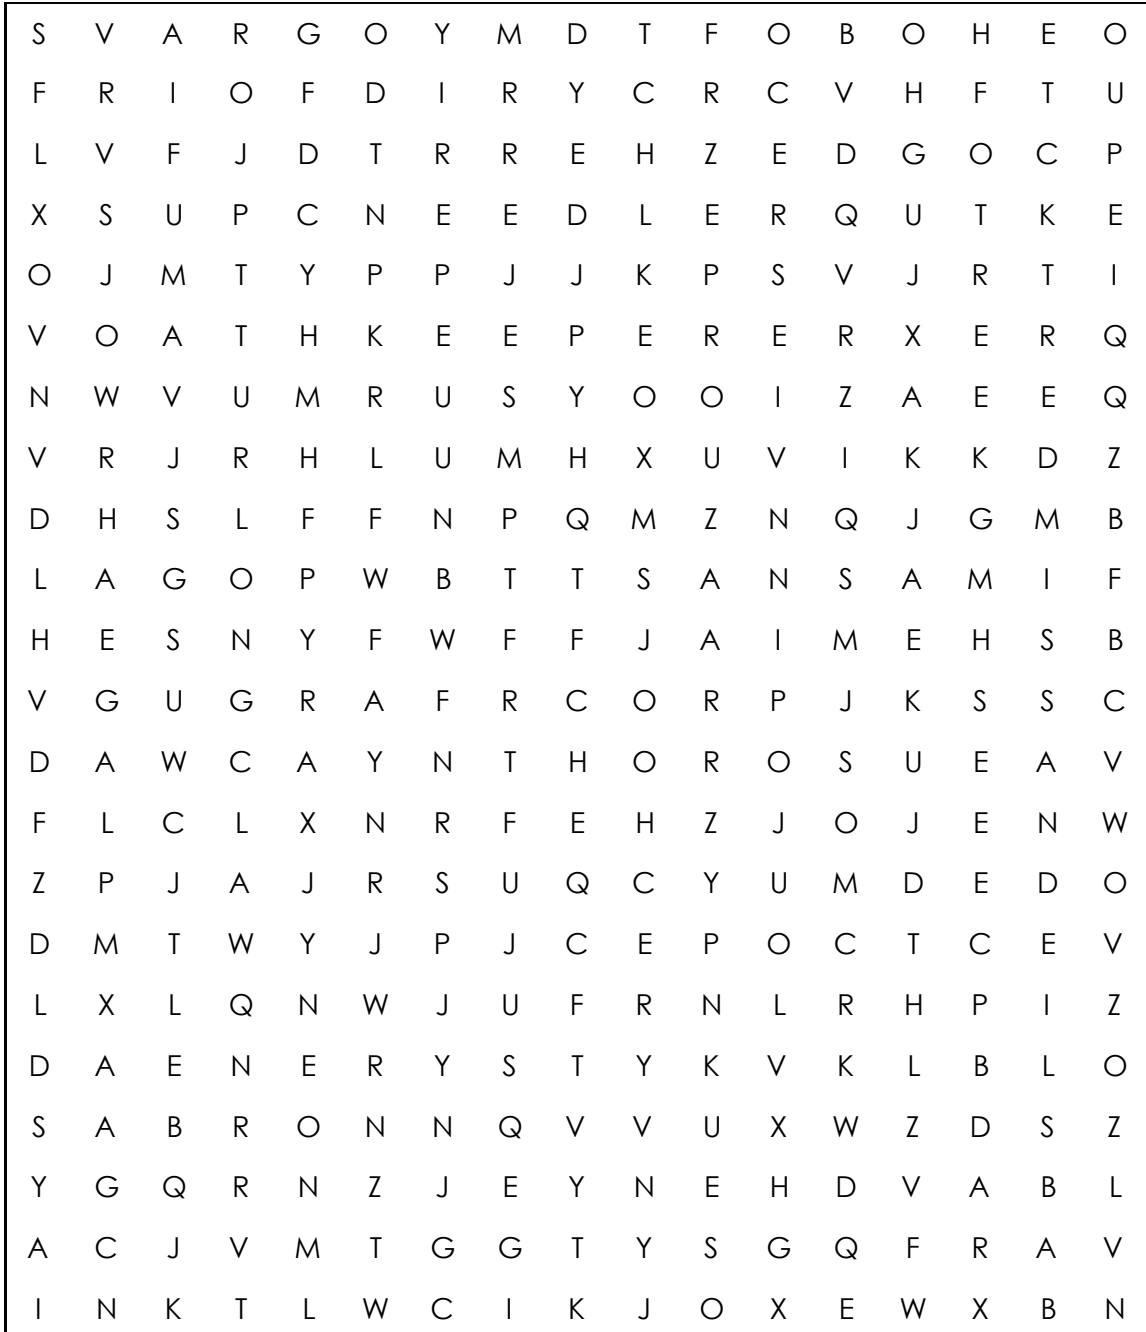 S V A R G O Y M D T F O B O H E O
F R I O F D I R Y C R C V H F T U
L V F J D T R R E H Z E D G O C P
X S U P C N E E D L E R Q U T K E
O J M T Y P P J J K P S V J R T I
V O A T H K E E P E R E R X E R Q
N W V U M R U S Y O O I Z A E E Q
V R J R H L U M H X U V I K K D Z
D H S L F F N P Q M Z N Q J G M B
L A G O P W B T T S A N S A M I F
H E S N Y F W F F J A I M E H S B
V G U G R A F R C O R P J K S S C
D A W C A Y N T H O R O S U E A V
F L C L X N R F E H Z J O J E N W
Z P J A J R S U Q C Y U M D E D O
D M T W Y J P J C E P O C T C E V
L X L Q N W J U F R N L R H P I Z
D A E N E R Y S T Y K V K L B L O
S A B R O N N Q V V U X W Z D S Z
Y G Q R N Z J E Y N E H D V A B L
A C J V M T G G T Y S G Q F R A V
I N K T L W C I K J O X E W X B N